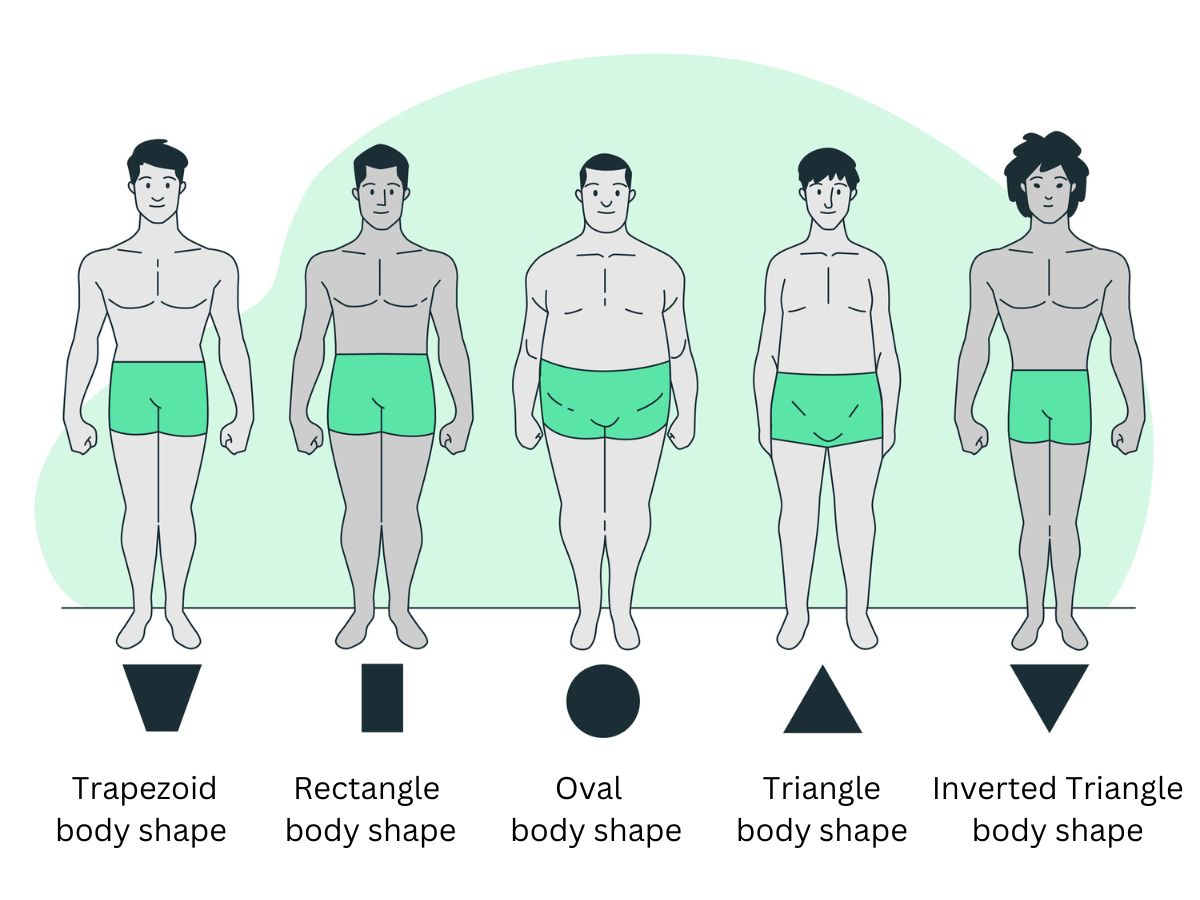 Trapezoid
body shape
Rectangle
body shape
Oval
body shape
Triangle
body shape
Inverted Triangle
body shape